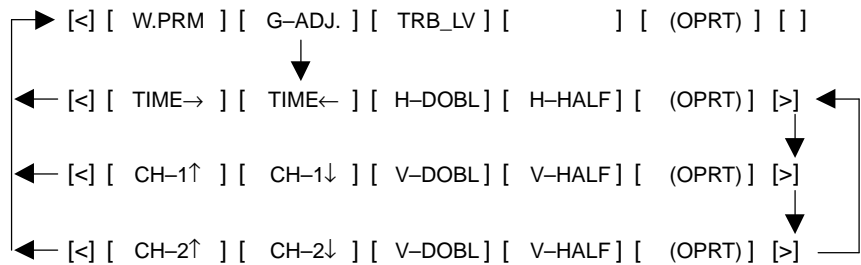 [<] [ W.PRM ] [ G–ADJ. ] [ TRB_LV ] [ ] [ (OPRT) ] [ ]
[<] [ TIME→ ] [ TIME← ] [ H–DOBL ] [ H–HALF ] [ (OPRT) ] [>]
[<] [ CH–1↑ ] [ CH–1↓ ] [ V–DOBL ] [ V–HALF ] [ (OPRT) ] [>]
[<] [ CH–2↑ ] [ CH–2↓ ] [ V–DOBL ] [ V–HALF ] [ (OPRT) ] [>]